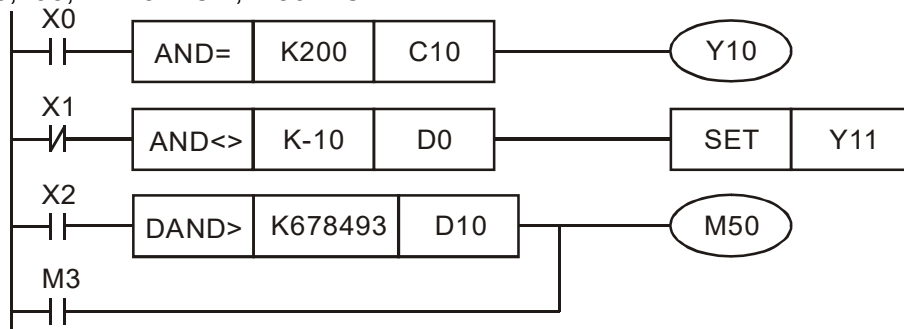 X0
AND= K200 C10 Y10
X1
AND<> K-10 D0 SET Y11
X2
DAND> K678493 D10 M50
M3